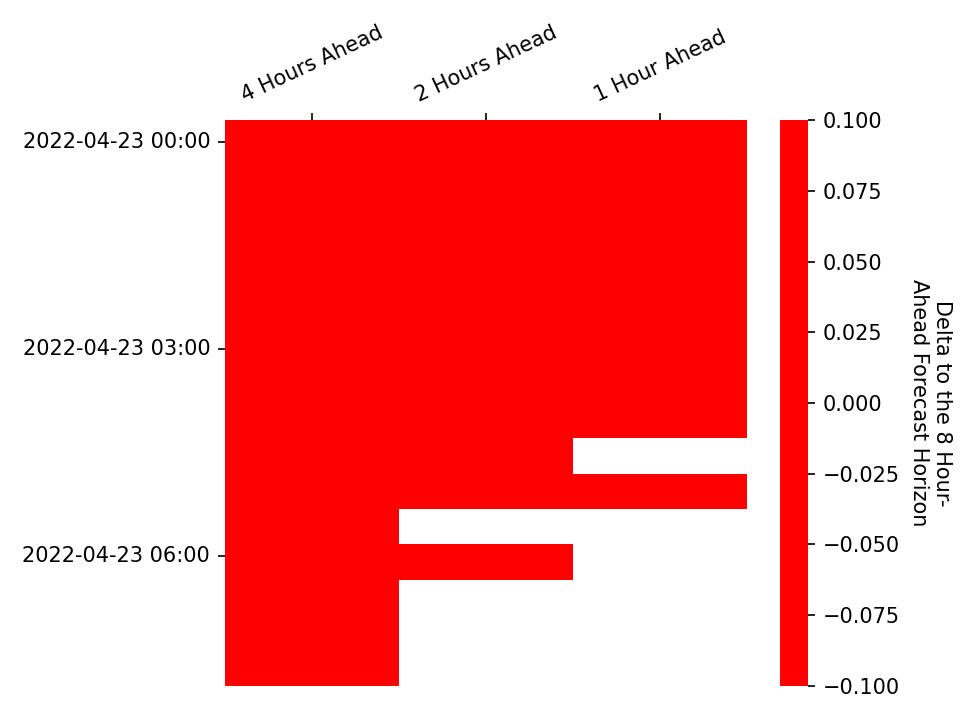 4 Hours Ahead
2 Hours Ahead
1 Hour Ahead
2022-04-23 00:00
2022-04-23 03:00
2022-04-23 06:00
0.100
0.075
0.050
0.025
0.000
−0.025
−0.050
−0.075
−0.100
Delta to the 8 Hour-
Ahead Forecast Horizon